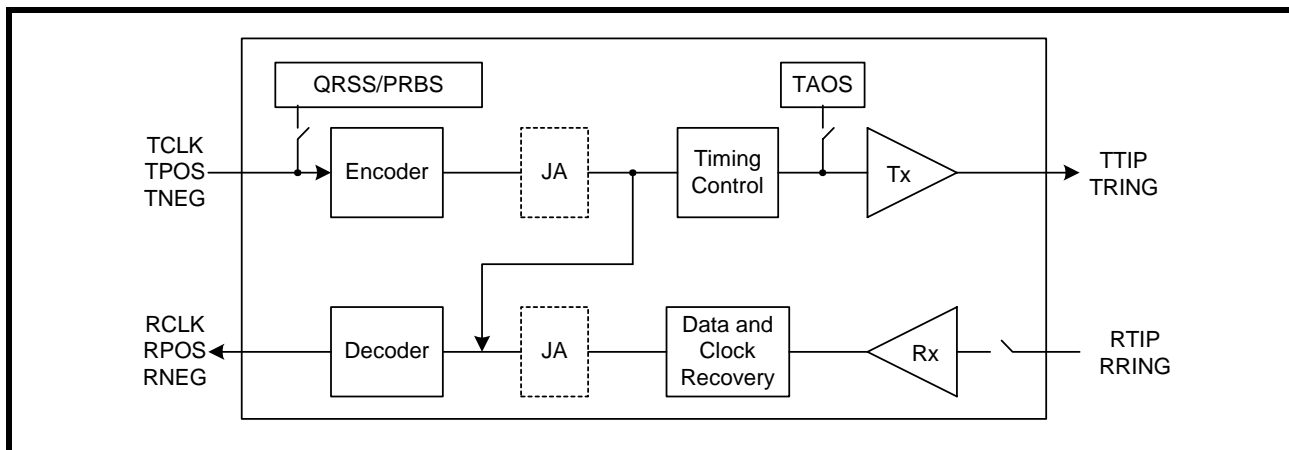 QRSS/PRBS
TAOS
TCLK
TPOS
TNEG
Encoder
JA
Timing
Control
Tx
TTIP
TRING
RCLK
RPOS
RNEG
Decoder
JA
Data and
Clock
Recovery
Rx
RTIP
RRING